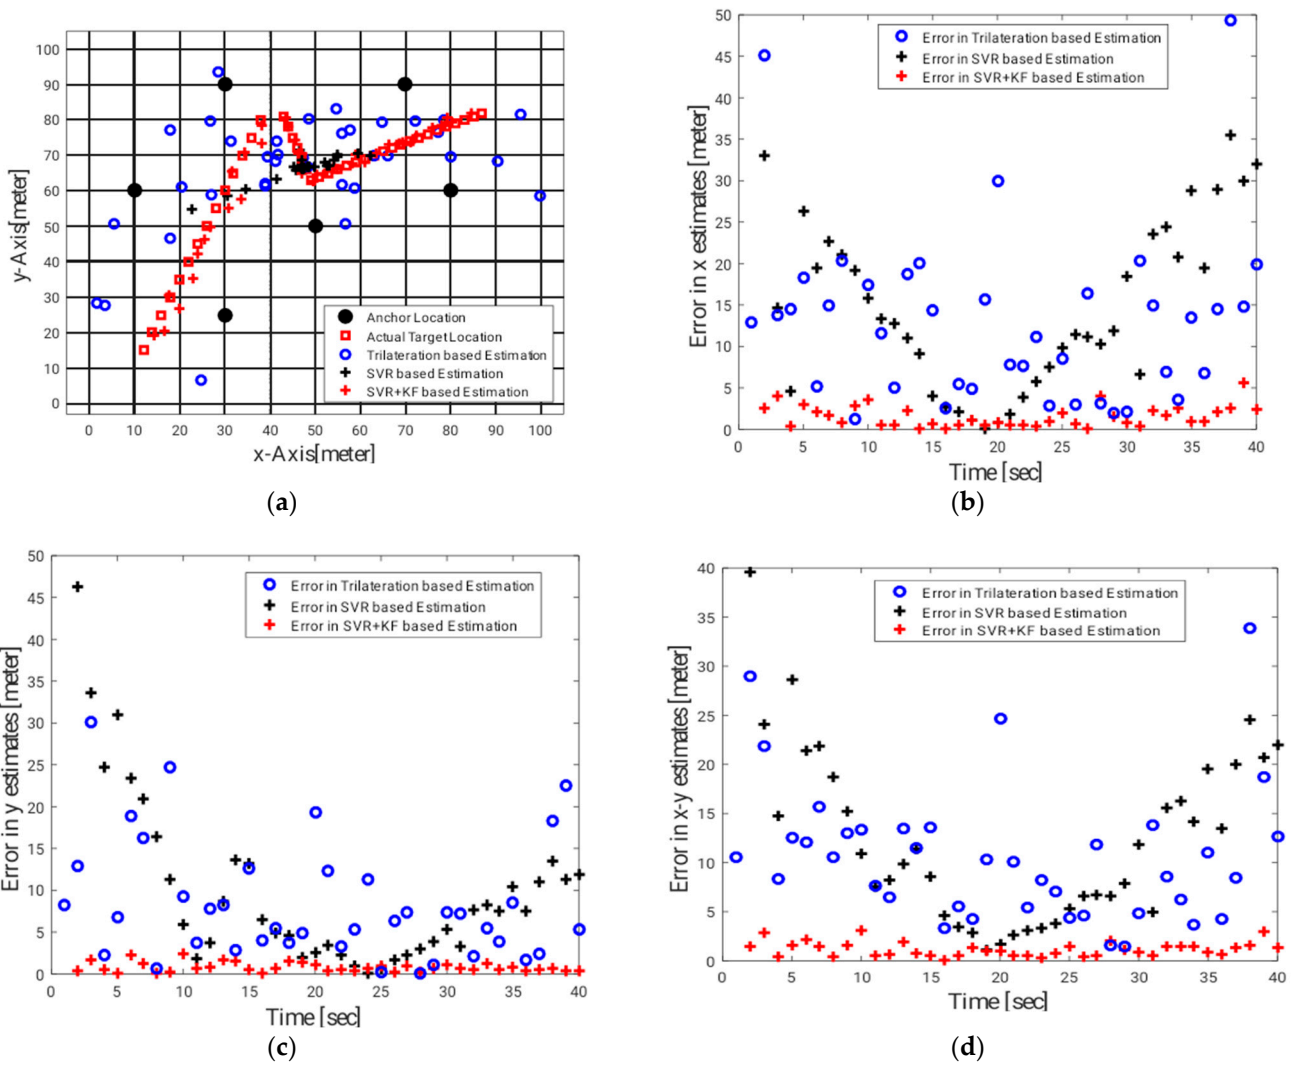 100
90
80
70
60
50
40
30
20
10
0
y-Axis[meter]
Anchor Location
Actual Target Location
Trilateration based Estimation
SVR based Estimation
SVR+KF based Estimation
0 10 20 30 40 50 60 70 80 90 100
x-Axis[meter]
(a)
50
45
40
35
30
25
20
15
10
5
0
Error in x estimates [meter]
Error in Trilateration based Estimation
Error in SVR based Estimation
Error in SVR+KF based Estimation
0 5 10 15 20 25 30 35 40
Time [sec]
(b)
50
45
40
35
30
25
20
15
10
5
0
Error in y estimates [meter]
Error in Trilateration based Estimation
Error in SVR based Estimation
Error in SVR+KF based Estimation
0 5 10 15 20 25 30 35 40
Time [sec]
(c)
40
35
30
25
20
15
10
5
0
Error in x-y estimates [meter]
Error in Trilateration based Estimation
Error in SVR based Estimation
Error in SVR+KF based Estimation
0 5 10 15 20 25 30 35 40
Time [sec]
(d)